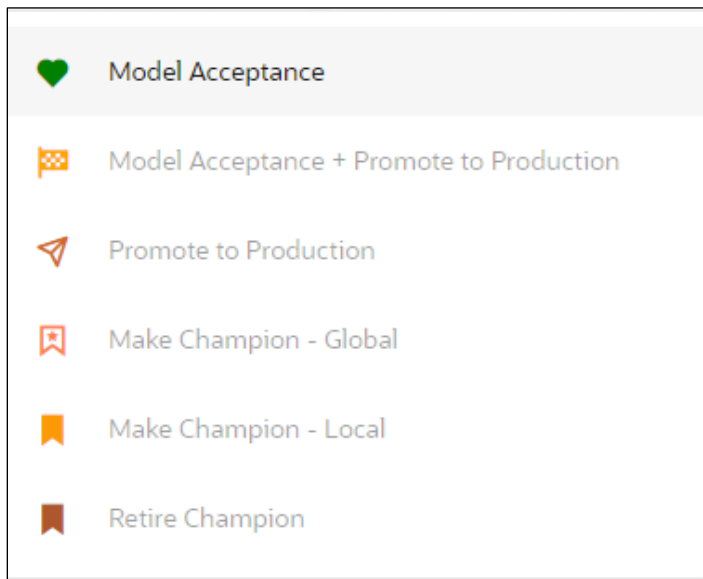 Model Acceptance
Model Acceptance + Promote to Production
Promote to Production
Make Champion - Global
Make Champion - Local
Retire Champion